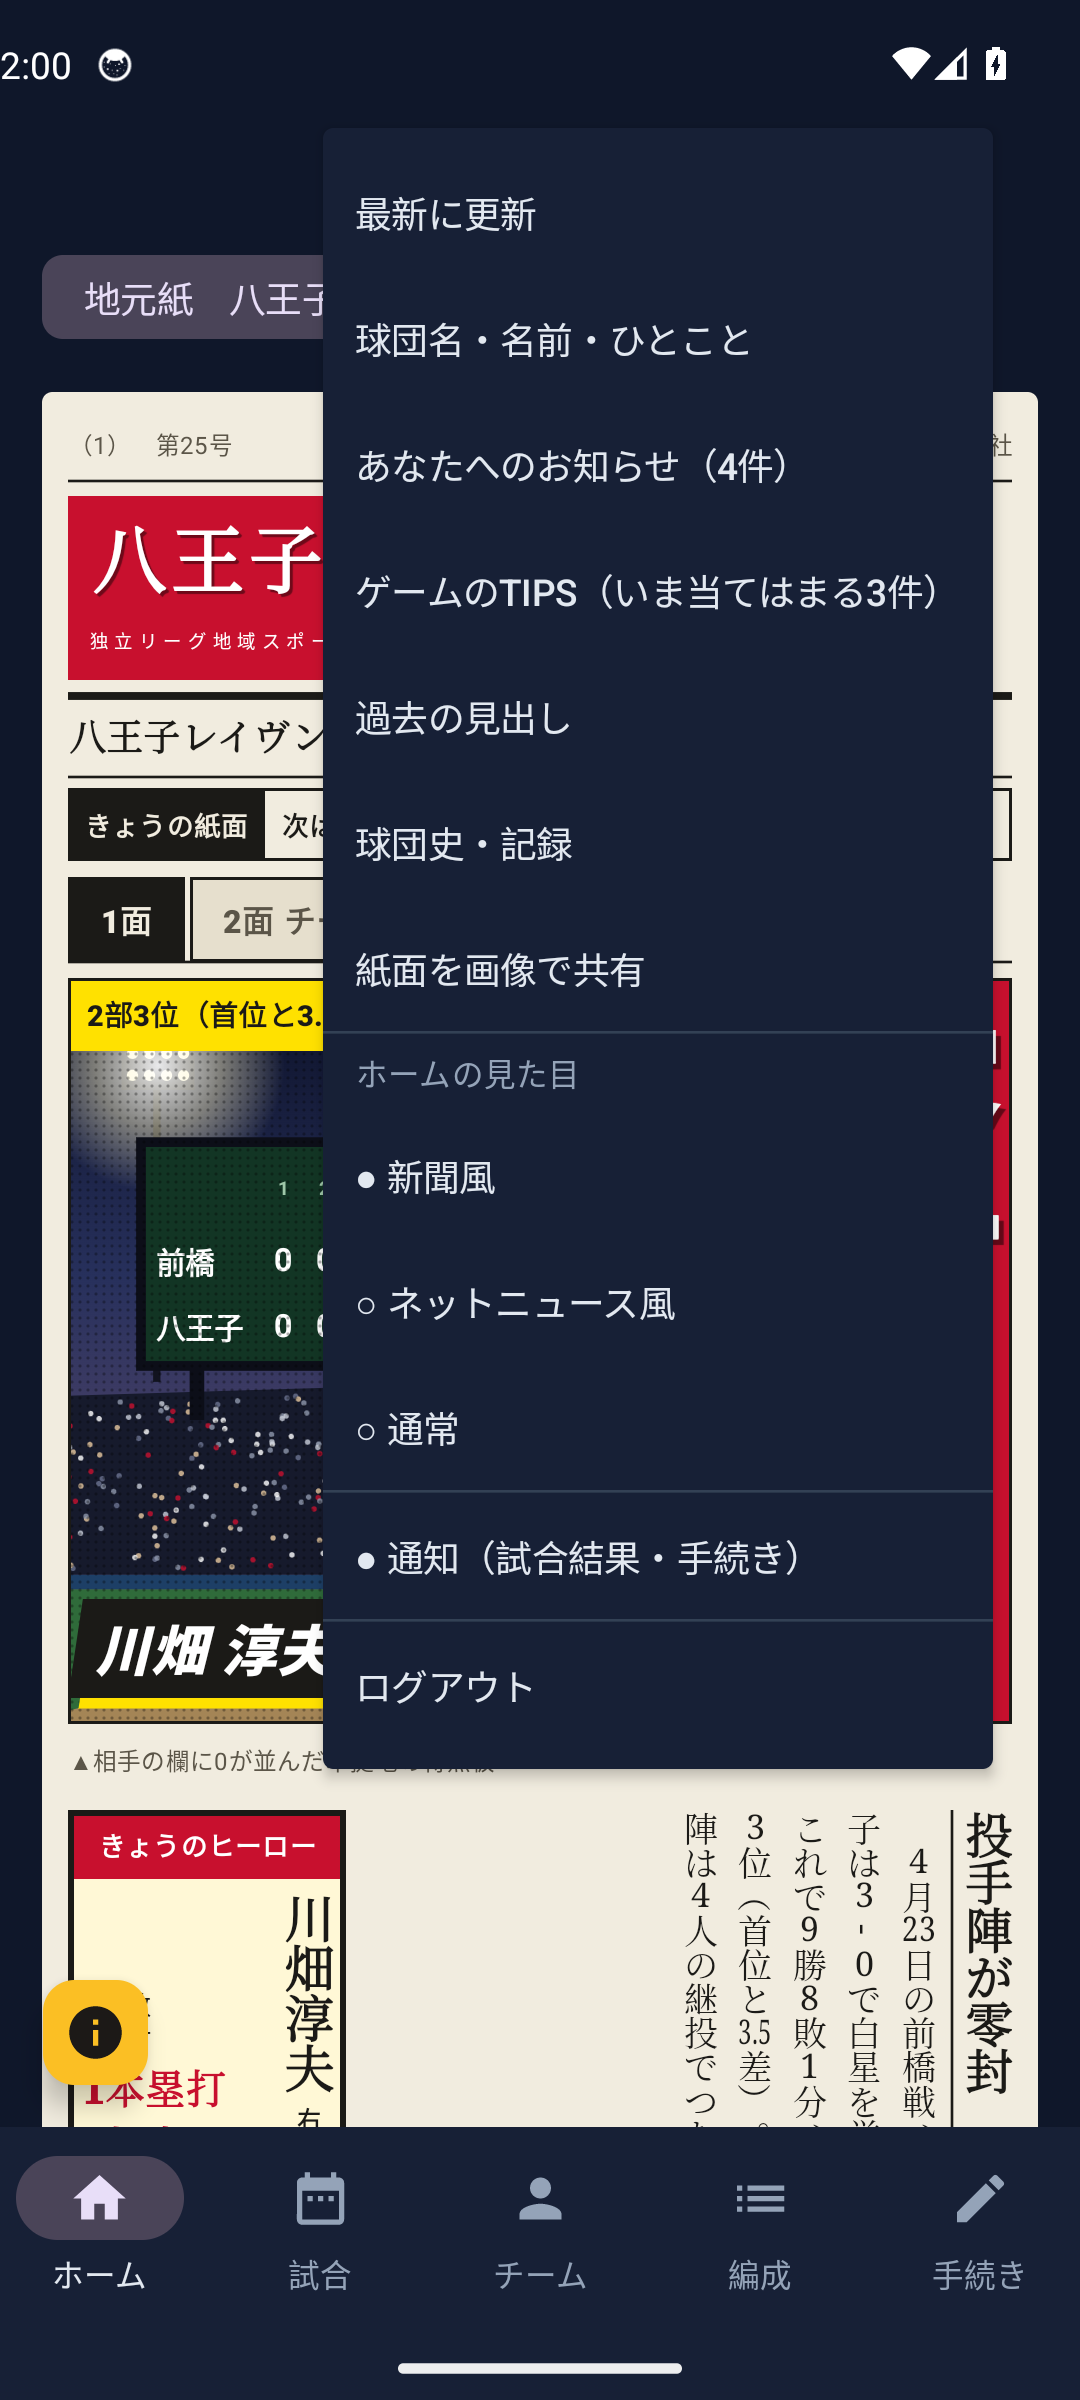 2:00
最新に更新
球団名・名前・ひとこと
あなたへのお知らせ（4件）
ゲームのTIPS（いま当てはまる3件）
過去の見出し
球団史・記録
紙面を画像で共有
ホームの見た目
● 新聞風
○ ネットニュース風
○ 通常
● 通知（試合結果・手続き）
ログアウト
地元紙 八王子
（1） 第25号
社
八王子
独立リーグ地域スポー
八王子レイヴン
きょうの紙面
次は
1面
2面 チー
2部3位（首位と3.
1 2
前橋 0 0
八王子 0 0
川畑 淳夫
▲相手の欄に0が並んだ
投手陣が零封
4月23日の前橋戦
子は3-0で白星を
これで9勝8敗1分
3位（首位と3.5差）。
陣は4人の継投でつ
きょうのヒーロー
川畑淳夫
右
1本塁打
ホーム
試合
チーム
編成
手続き